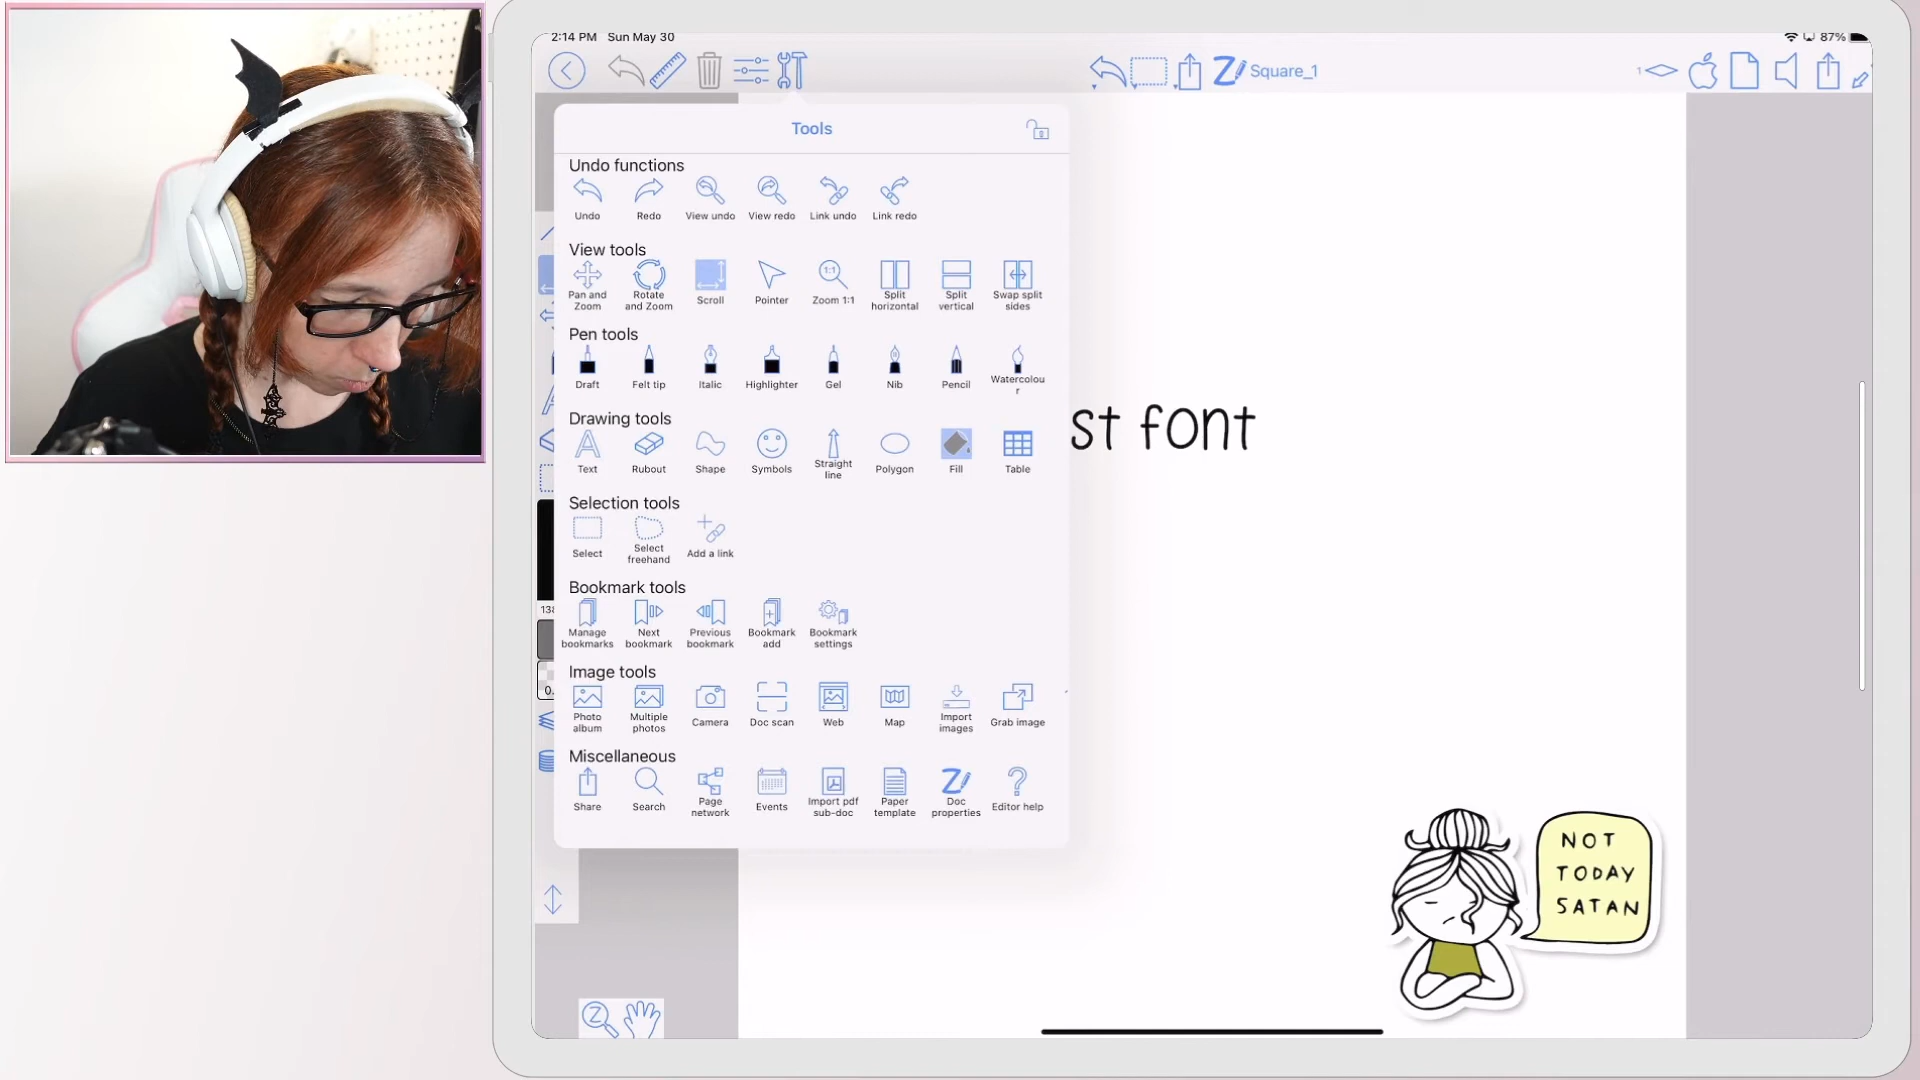 2:14 PM Sun May 30
87%
Square_1
1
Tools
Undo functions
Undo Redo View undo View redo Link undo Link redo
View tools
Pan and Zoom Rotate and Zoom Scroll Pointer Zoom 1:1 Split horizontal Split vertical Swap split sides
1:1
Pen tools
Draft Felt tip Italic Highlighter Gel Nib Pencil Watercolour
Drawing tools
Text Rubout Shape Symbols Straight line Polygon Fill Table
Selection tools
Select Select freehand Add a link
Bookmark tools
Manage bookmarks Next bookmark Previous bookmark Bookmark add Bookmark settings
Image tools
Photo album Multiple photos Camera Doc scan Web Map Import images Grab image
Miscellaneous
Share Search Page network Events Import pdf sub-doc Paper template Doc properties Editor help
138
0.
st font
NOT
TODAY
SATAN